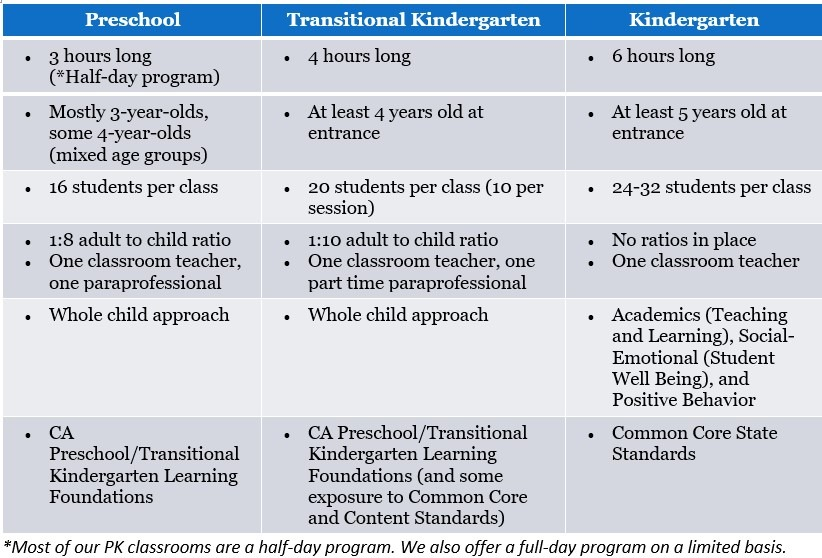 Preschool
Transitional Kindergarten
Kindergarten
• 3 hours long
(*Half-day program)
• 4 hours long
• 6 hours long
• Mostly 3-year-olds,
some 4-year-olds
(mixed age groups)
• At least 4 years old at
entrance
• At least 5 years old at
entrance
• 16 students per class
• 20 students per class (10 per
session)
• 24-32 students per class
• 1:8 adult to child ratio
• One classroom teacher,
one paraprofessional
• 1:10 adult to child ratio
• One classroom teacher, one
part time paraprofessional
• No ratios in place
• One classroom teacher
• Whole child approach
• Whole child approach
• Academics (Teaching
and Learning), Social-
Emotional (Student
Well Being), and
Positive Behavior
• CA
Preschool/Transitional
Kindergarten Learning
Foundations
• CA Preschool/Transitional
Kindergarten Learning
Foundations (and some
exposure to Common Core
and Content Standards)
• Common Core State
Standards
*Most of our PK classrooms are a half-day program. We also offer a full-day program on a limited basis.